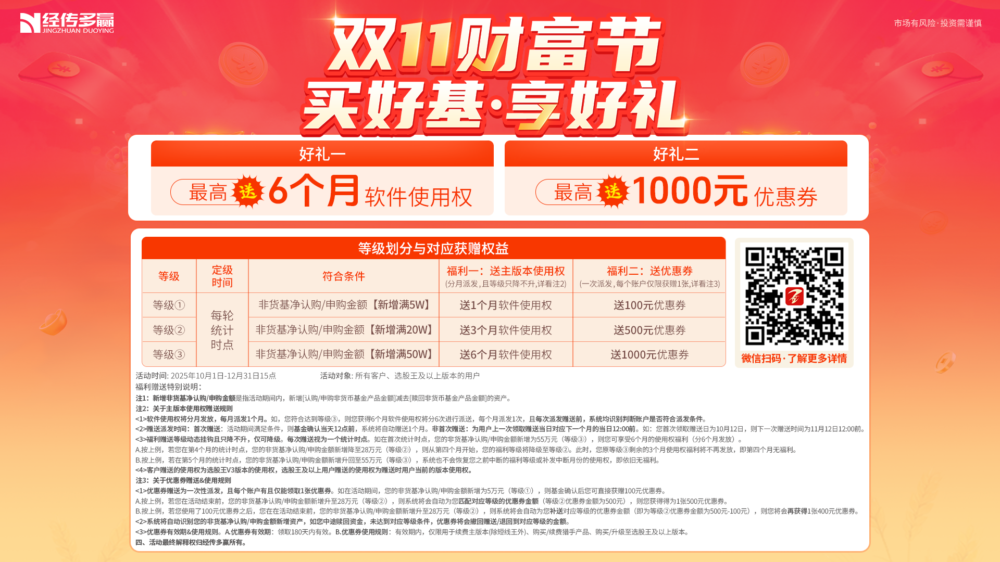 经传多赢
JINGZHUAN DUOYING
市场有风险·投资需谨慎
双11财富节
买好基·享好礼
好礼一
最高 送 6个月 软件使用权
好礼二
最高 送 1000元 优惠券
等级划分与对应获赠权益
等级 定级时间 符合条件 福利一：送主版本使用权 (分月派发,且等级只降不升,详看注2) 福利二：送优惠券 (一次派发,每个账户仅限获赠1张,详看注3)
等级① 每轮统计时点 非货基净认购/申购金额【新增满5W】 送1个月软件使用权 送100元优惠券
等级② 非货基净认购/申购金额【新增满20W】 送3个月软件使用权 送500元优惠券
等级③ 非货基净认购/申购金额【新增满50W】 送6个月软件使用权 送1000元优惠券
微信扫码·了解更多详情
活动时间: 2025年10月1日-12月31日15点 活动对象: 所有客户、选股王及以上版本的用户
福利赠送特别说明：
注1：新增非货基净认购/申购金额是指活动期间内，新增[认购/申购非货币基金产品金额]减去[赎回非货币基金产品金额]的资产。
注2：关于主版本使用权赠送规则
<1>软件使用权将分月发放，每月派发1个月。如，您符合达到等级③，则您获得6个月软件使用权将分6次进行派送，每个月派发1次，且每次派发赠送前，系统均识别判断账户是否符合派发条件。
<2>赠送派发时间：首次赠送：活动期间满足条件，则基金确认当天12点前，系统将自动赠送1个月。非首次赠送：为用户上一次领取赠送当日对应下一个月的当日12:00前。如：您首次领取赠送日为10月12日，则下一次赠送时间为11月12日12:00前。
<3>福利赠送等级动态挂钩且只降不升，仅可降级。每次赠送视为一个统计时点。如在首次统计时点，您的非货基净认购/申购金额新增为55万元（等级③），则您可享受6个月的使用权福利（分6个月发放）。
A.按上例，若您在第4个月的统计时点，您的非货基净认购/申购金额新增降至28万元（等级②），则从第四个月开始，您的福利等级将降级至等级②。此时，您原等级③剩余的3个月使用权福利将不再发放，即第四个月无福利。
B.按上例，若在第5个月的统计时点，您的非货基净认购/申购金额新增升回至55万元（等级③），系统也不会恢复您之前中断的福利等级或补发中断月份的使用权，即依旧无福利。
<4>客户赠送的使用权为选股王V3版本的使用权，选股王及以上用户赠送的使用权为赠送时用户当前的版本使用权。
注3：关于优惠券赠送&使用规则
<1>优惠券赠送为一次性派发，且每个账户有且仅能领取1张优惠券。如在活动期间，您的非货基净认购/申购金额新增为5万元（等级①），则基金确认后您可直接获赠100元优惠券。
A.按上例，若您在活动结束前，您的非货基净认购/申购金额新增升至28万元（等级②），则系统将会自动为您匹配对应等级的优惠券金额（等级②优惠券金额为500元），则您获得得为1张500元优惠券。
B.按上例，若您使用了100元优惠券之后，您在在活动结束前，您的非货基净认购/申购金额新增升至28万元（等级②），则系统将会自动为您补送对应等级的优惠券金额（即为等级②优惠券金额为500元-100元），则您将会再获得1张400元优惠券。
<2>系统将自动识别您的非货基净认购/申购金额新增资产，如您中途赎回资金，未达到对应等级条件，优惠券将会撤回赠送/退回到对应等级的金额。
<3>优惠券有效期&使用规则。A.优惠券有效期：领取180天内有效。B.优惠券使用规则：有效期内，仅限用于续费主版本(除短线王外)、购买/续费猎手产品、购买/升级至选股王及以上版本。
四、活动最终解释权归经传多赢所有。